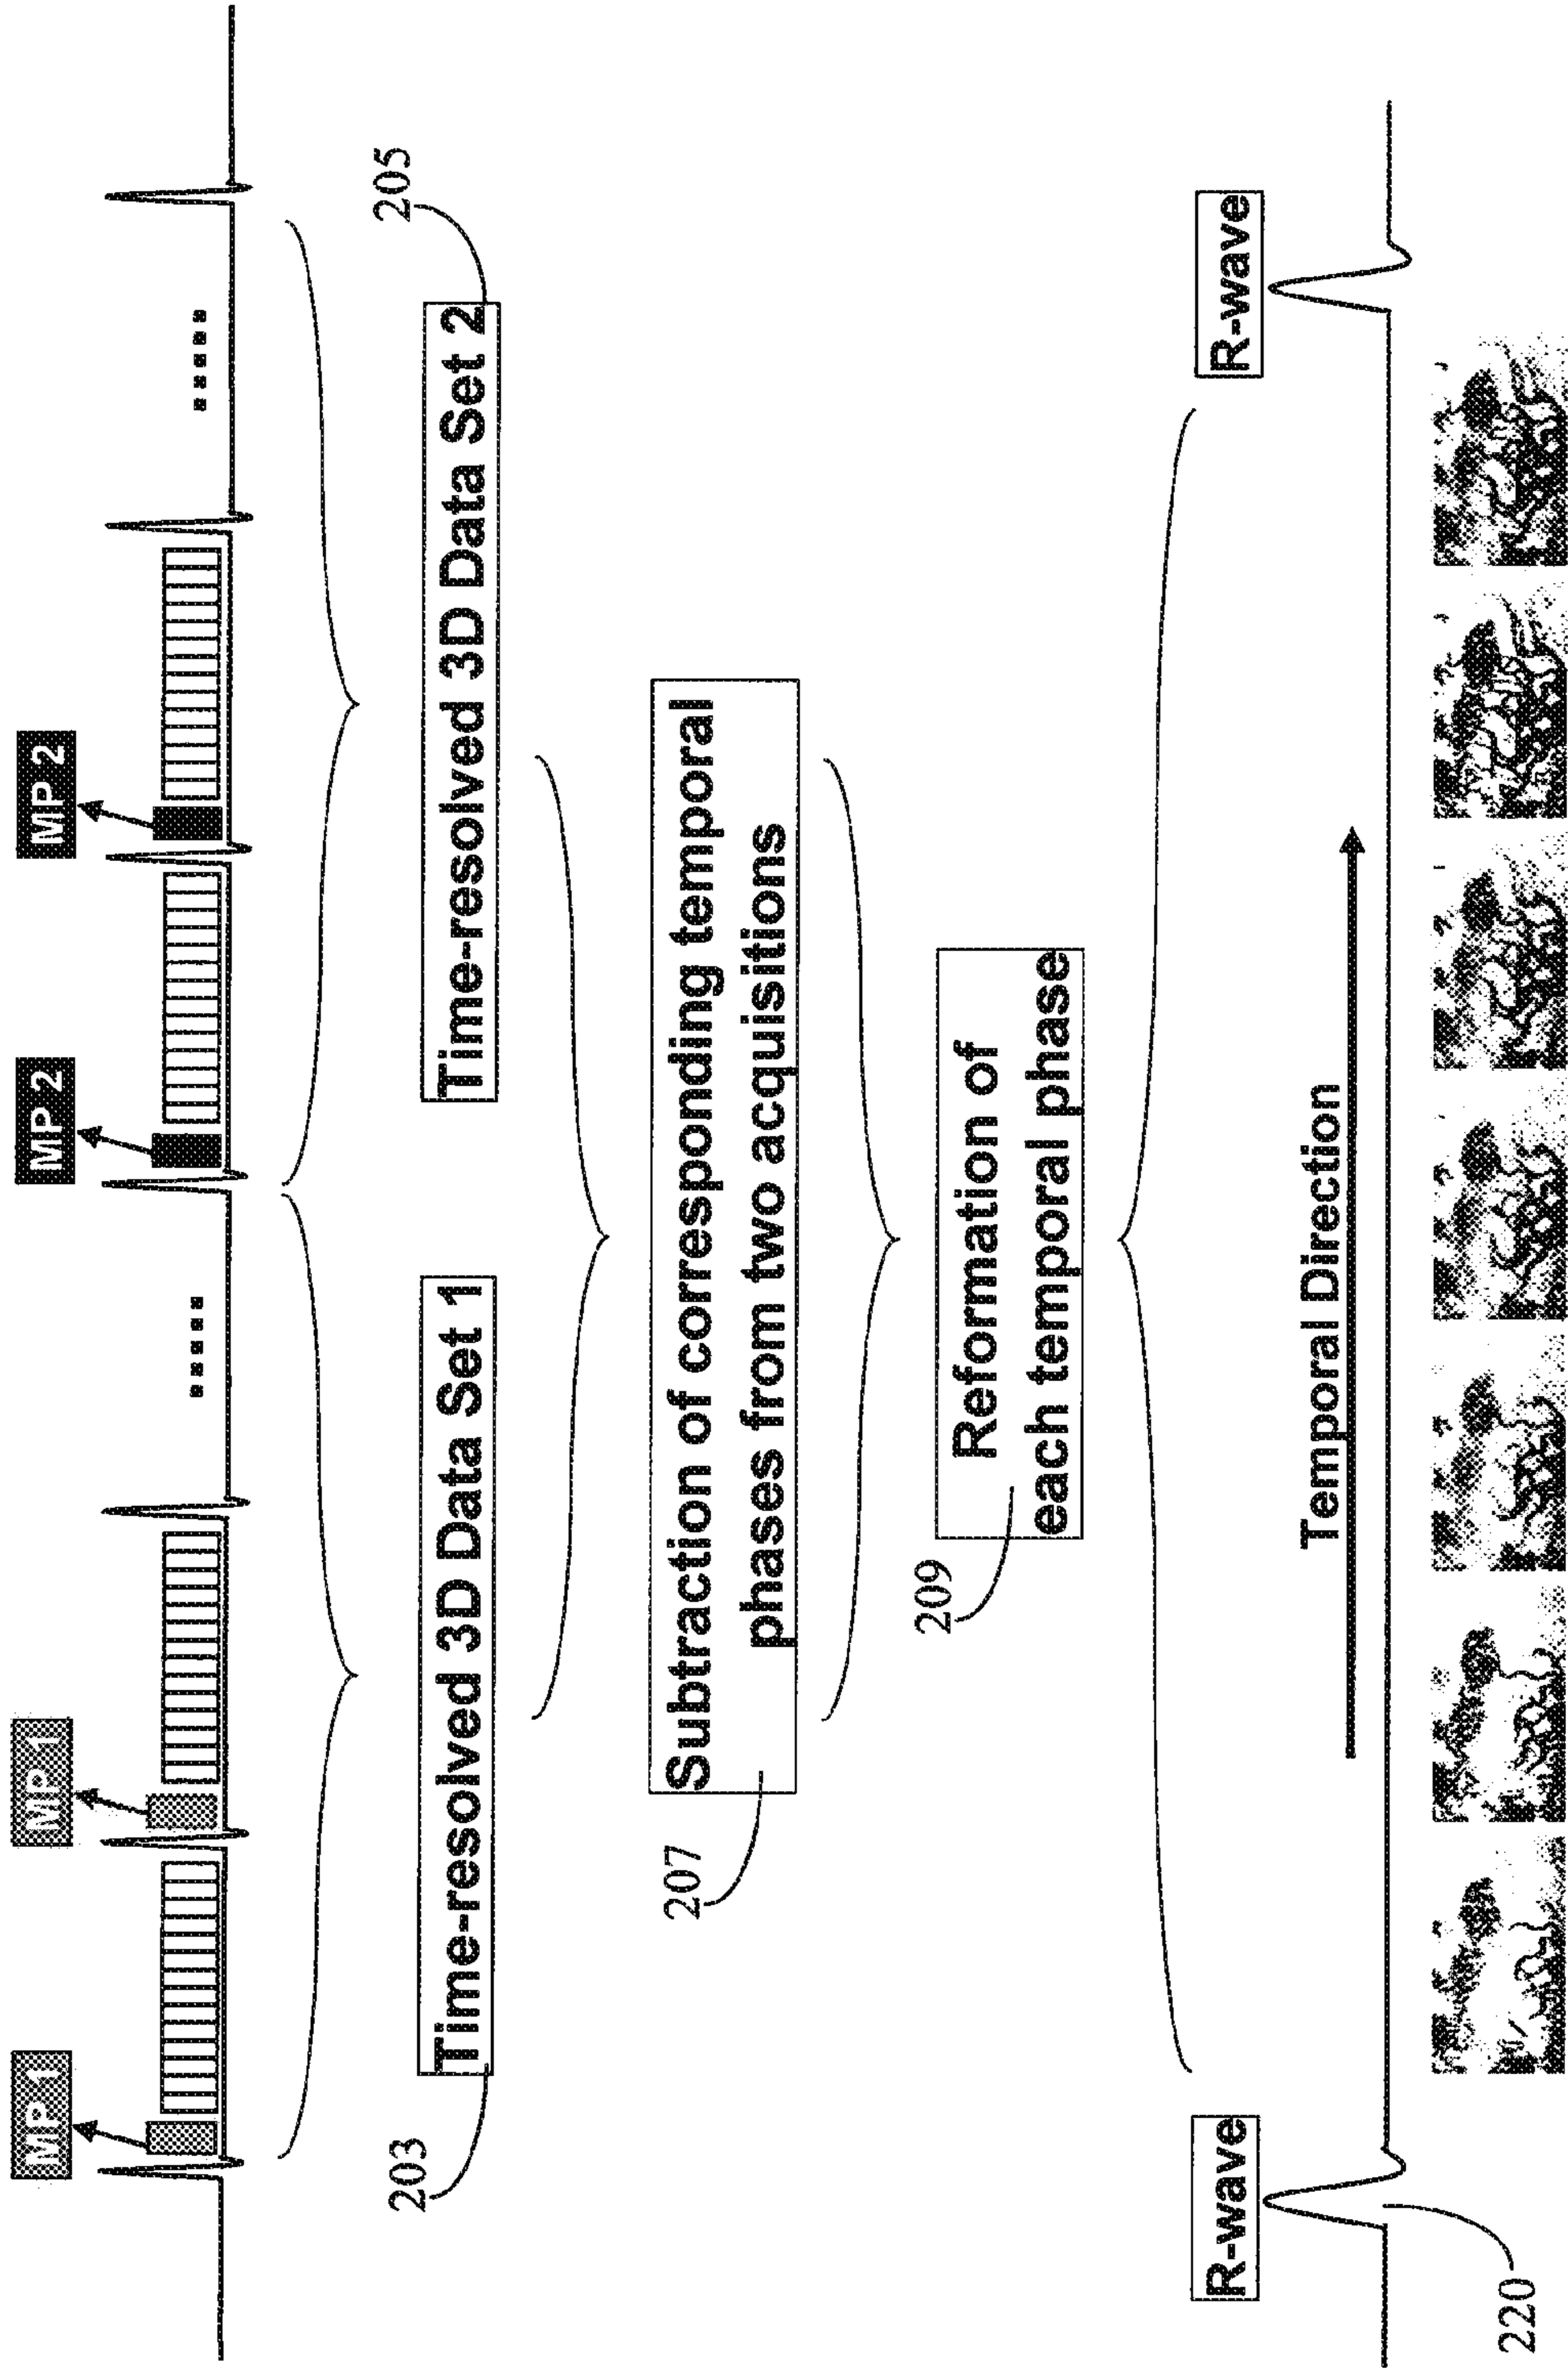 MP 1
MP 1
MP 2
MP 2
203
Time-resolved 3D Data Set 1
Time-resolved 3D Data Set 2
205
207
Subtraction of corresponding temporal
phases from two acquisitions
209
Reformation of
each temporal phase
R-wave
Temporal Direction
R-wave
220